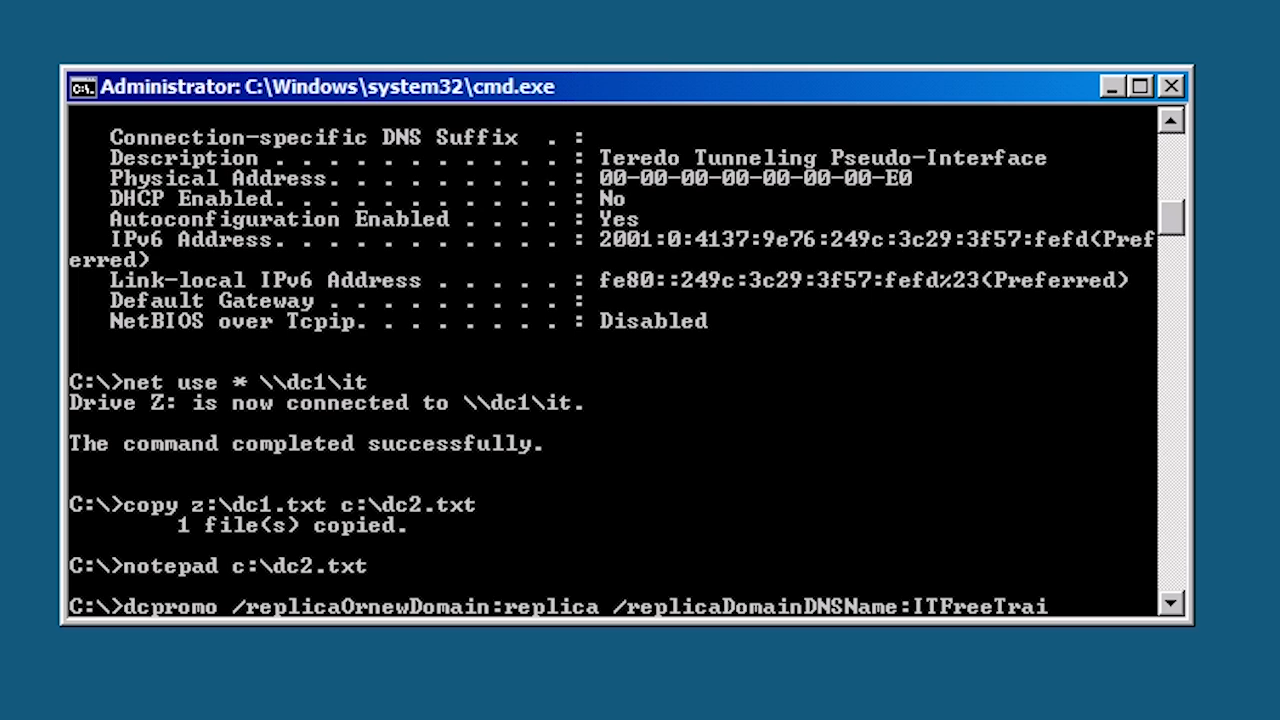 Administrator: C:\Windows\system32\cmd.exe
Connection-specific DNS Suffix  . :
Description . . . . . . . . . . . : Teredo Tunneling Pseudo-Interface
Physical Address. . . . . . . . . : 00-00-00-00-00-00-00-E0
DHCP Enabled. . . . . . . . . . . : No
Autoconfiguration Enabled . . . . : Yes
IPv6 Address. . . . . . . . . . . : 2001:0:4137:9e76:249c:3c29:3f57:fefd(Pref
erred)
Link-local IPv6 Address . . . . . : fe80::249c:3c29:3f57:fefd%23(Preferred)
Default Gateway . . . . . . . . . :
NetBIOS over Tcpip. . . . . . . . : Disabled
C:\>net use * \\dc1\it
Drive Z: is now connected to \\dc1\it.
The command completed successfully.
C:\>copy z:\dc1.txt c:\dc2.txt
1 file(s) copied.
C:\>notepad c:\dc2.txt
C:\>dcpromo /replicaOrnewDomain:replica /replicaDomainDNSName:ITFreeTrai